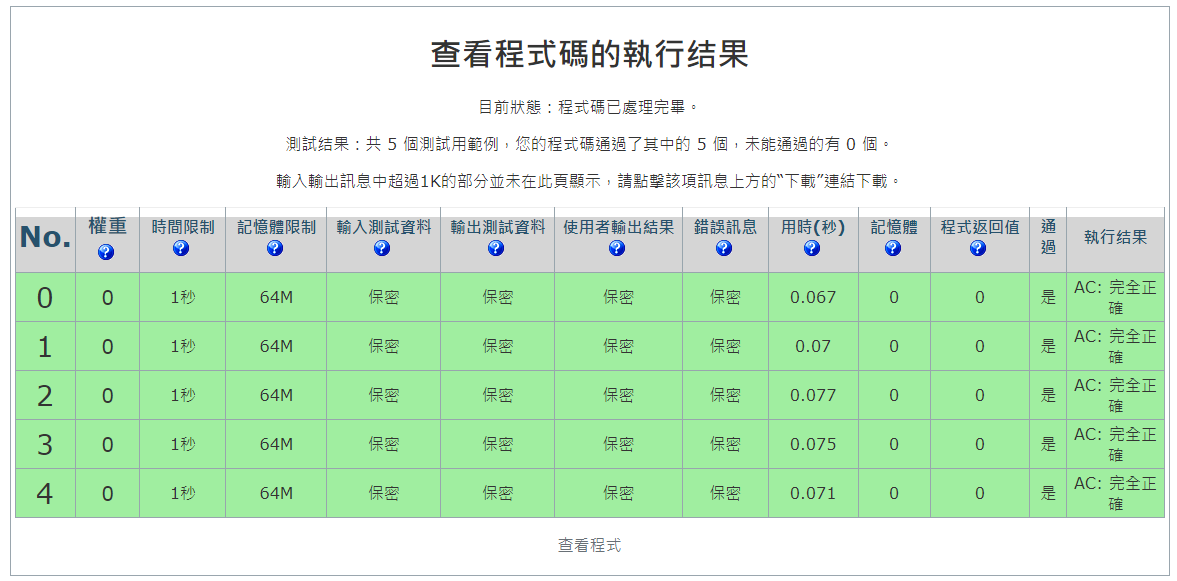 查看程式碼的執行结果
目前狀態：程式碼已處理完畢。
測試结果：共 5 個測試用範例，您的程式碼通過了其中的 5 個，未能通過的有 0 個。
輸入輸出訊息中超過1K的部分並未在此頁顯示，請點擊該項訊息上方的“下載”連結下載。
No. 權重 ? 時間限制 ? 記憶體限制 ? 輸入測試資料 ? 輸出測試資料 ? 使用者輸出結果 ? 錯誤訊息 ? 用時(秒) ? 記憶體 ? 程式返回值 ? 通過 執行结果
0 0 1秒 64M 保密 保密 保密 保密 0.067 0 0 是 AC: 完全正確
1 0 1秒 64M 保密 保密 保密 保密 0.07 0 0 是 AC: 完全正確
2 0 1秒 64M 保密 保密 保密 保密 0.077 0 0 是 AC: 完全正確
3 0 1秒 64M 保密 保密 保密 保密 0.075 0 0 是 AC: 完全正確
4 0 1秒 64M 保密 保密 保密 保密 0.071 0 0 是 AC: 完全正確
查看程式